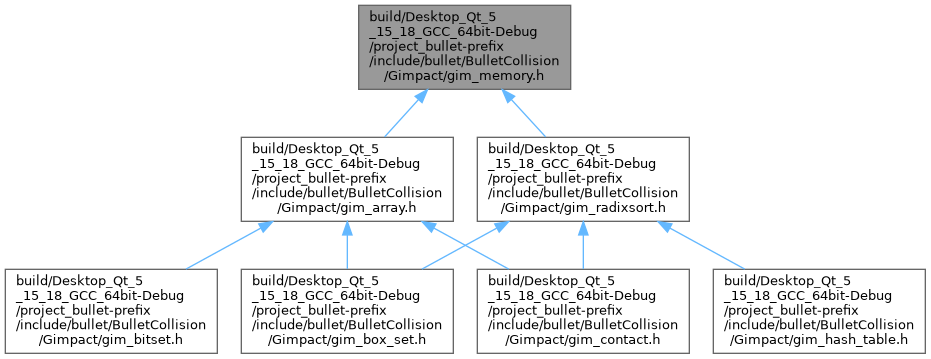 build/Desktop_Qt_5
_15_18_GCC_64bit-Debug
/project_bullet-prefix
/include/bullet/BulletCollision
/Gimpact/gim_memory.h
build/Desktop_Qt_5
_15_18_GCC_64bit-Debug
/project_bullet-prefix
/include/bullet/BulletCollision
/Gimpact/gim_array.h
build/Desktop_Qt_5
_15_18_GCC_64bit-Debug
/project_bullet-prefix
/include/bullet/BulletCollision
/Gimpact/gim_radixsort.h
build/Desktop_Qt_5
_15_18_GCC_64bit-Debug
/project_bullet-prefix
/include/bullet/BulletCollision
/Gimpact/gim_bitset.h
build/Desktop_Qt_5
_15_18_GCC_64bit-Debug
/project_bullet-prefix
/include/bullet/BulletCollision
/Gimpact/gim_box_set.h
build/Desktop_Qt_5
_15_18_GCC_64bit-Debug
/project_bullet-prefix
/include/bullet/BulletCollision
/Gimpact/gim_contact.h
build/Desktop_Qt_5
_15_18_GCC_64bit-Debug
/project_bullet-prefix
/include/bullet/BulletCollision
/Gimpact/gim_hash_table.h